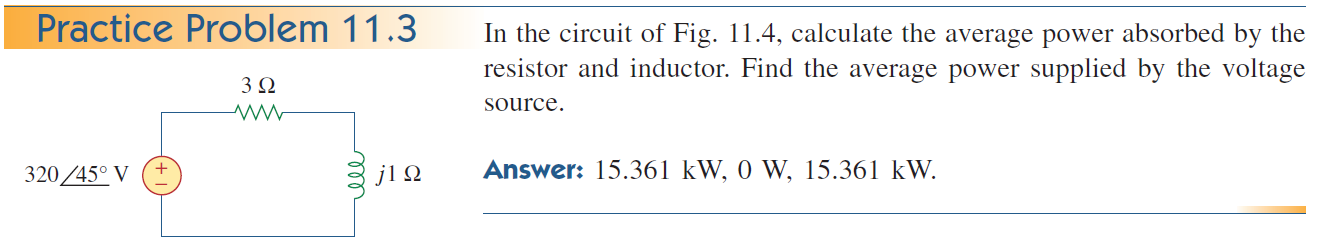 Practice Problem 11.3
In the circuit of Fig. 11.4, calculate the average power absorbed by the
resistor and inductor. Find the average power supplied by the voltage
source.
Answer: 15.361 kW, 0 W, 15.361 kW.
3 Ω
320∠45° V
+
−
j1 Ω